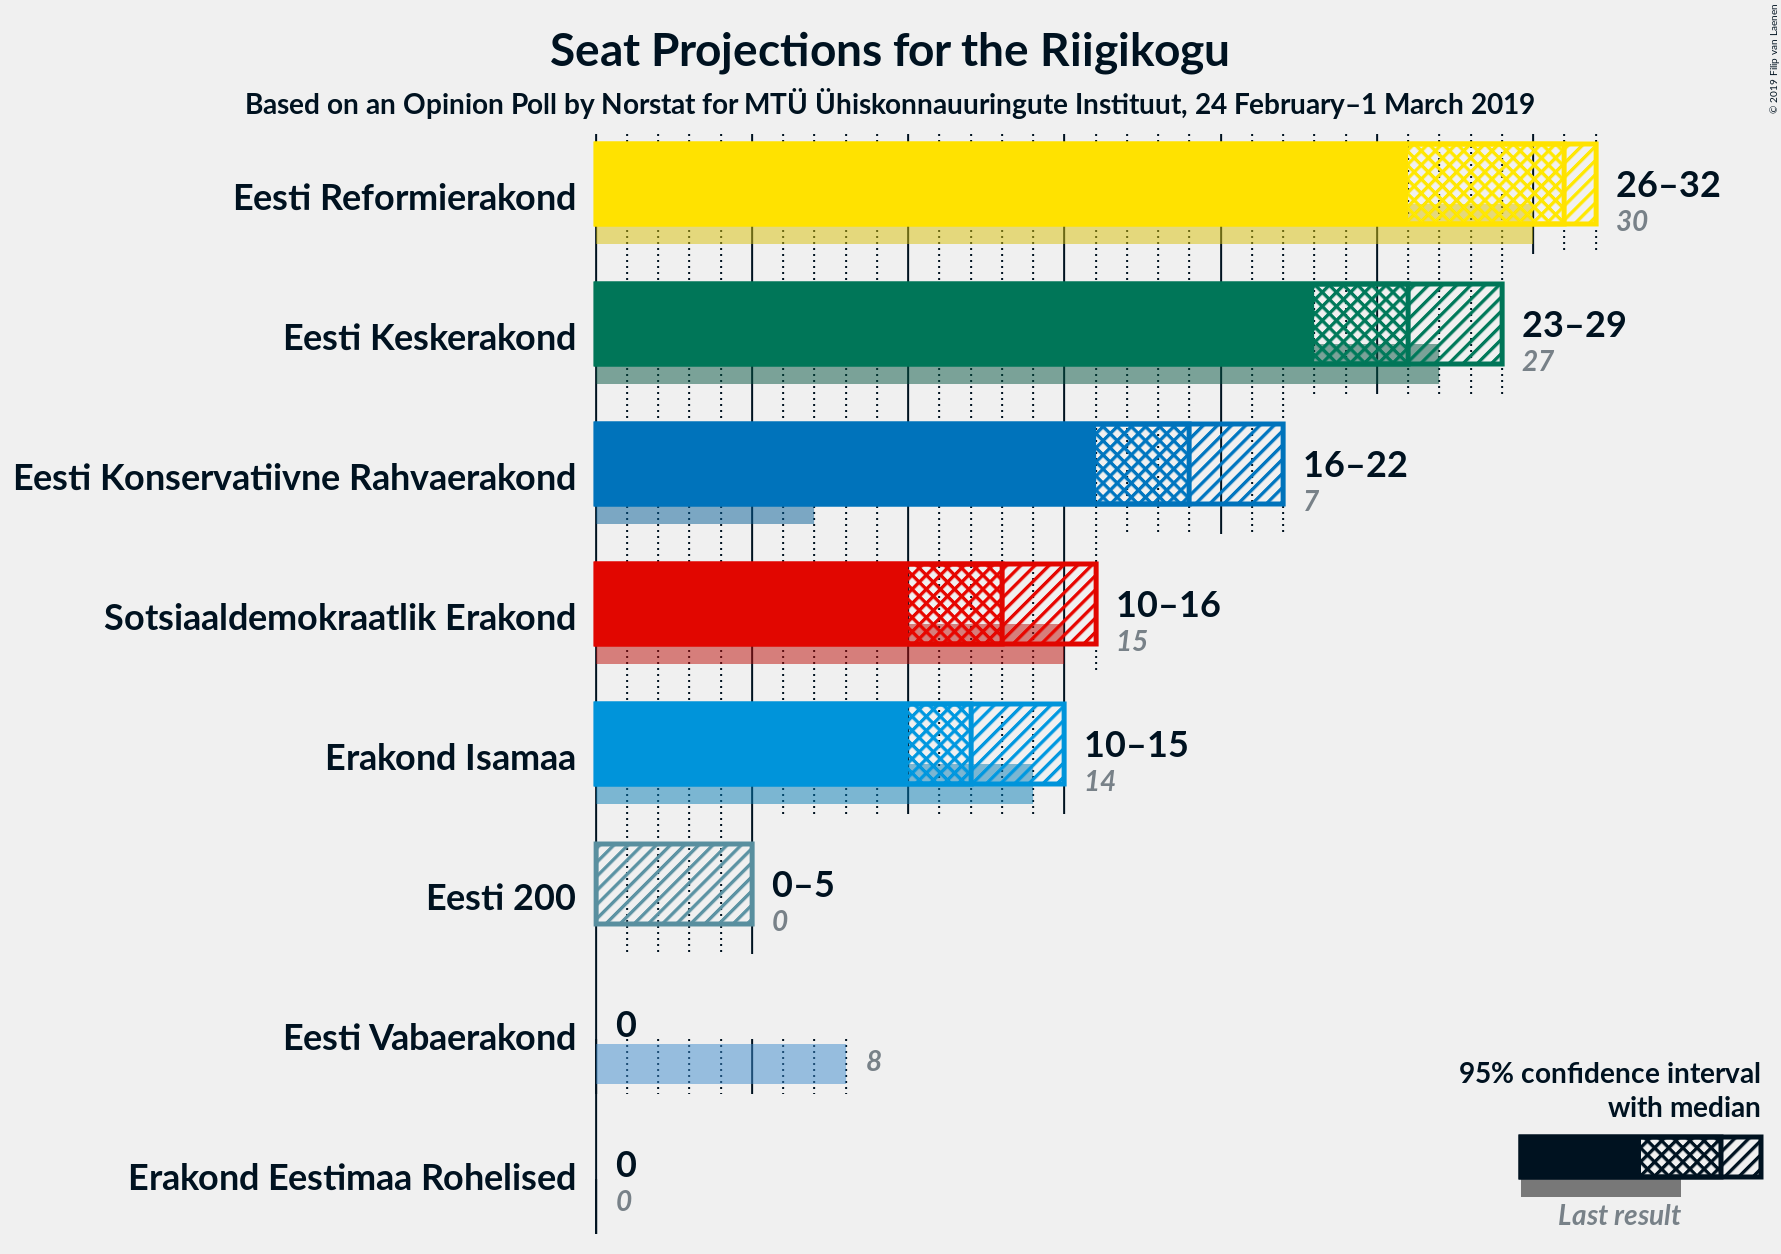 Seat Projections for the Riigikogu
Based on an Opinion Poll by Norstat for MTÜ Ühiskonnauuringute Instituut, 24 February–1 March 2019
© 2019 Filip van Laenen
Eesti Reformierakond
26–32
30
Eesti Keskerakond
23–29
27
Eesti Konservatiivne Rahvaerakond
16–22
7
Sotsiaaldemokraatlik Erakond
10–16
15
Erakond Isamaa
10–15
14
Eesti 200
0–5
0
Eesti Vabaerakond
0
8
Erakond Eestimaa Rohelised
0
0
95% confidence interval
with median
Last result